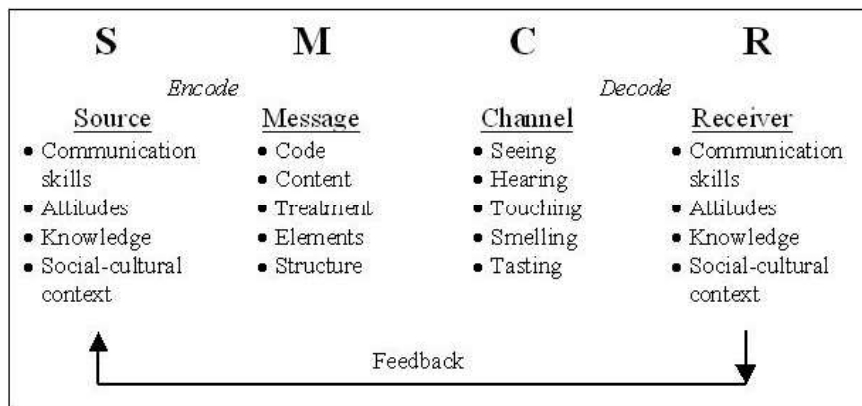 S M C R
Encode Decode
Source Message Channel Receiver
• Communication skills
• Attitudes
• Knowledge
• Social-cultural context
• Code
• Content
• Treatment
• Elements
• Structure
• Seeing
• Hearing
• Touching
• Smelling
• Tasting
• Communication skills
• Attitudes
• Knowledge
• Social-cultural context
Feedback